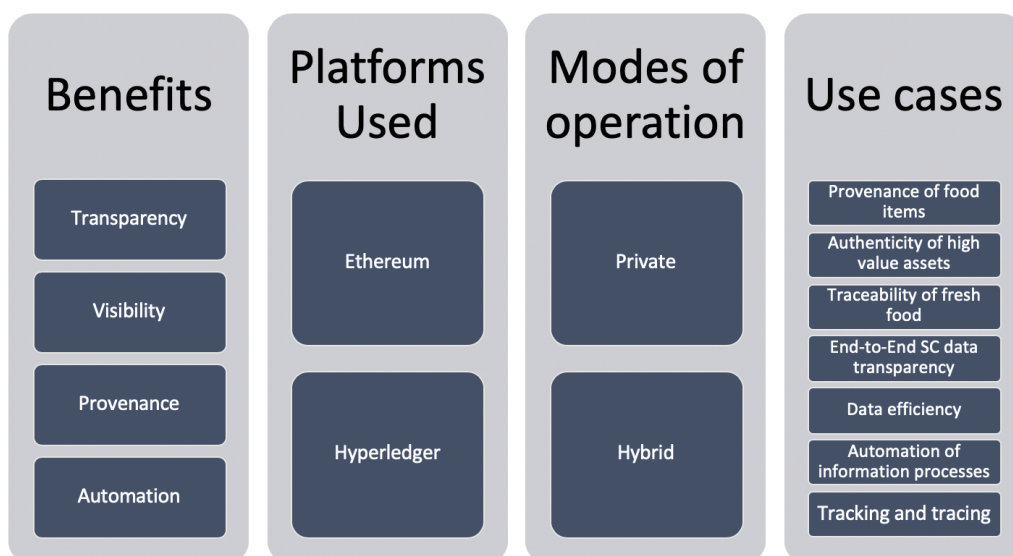 Benefits
Transparency
Visibility
Provenance
Automation
Platforms
Used
Ethereum
Hyperledger
Modes of
operation
Private
Hybrid
Use cases
Provenance of food
items
Authenticity of high
value assets
Traceability of fresh
food
End-to-End SC data
transparency
Data efficiency
Automation of
information processes
Tracking and tracing